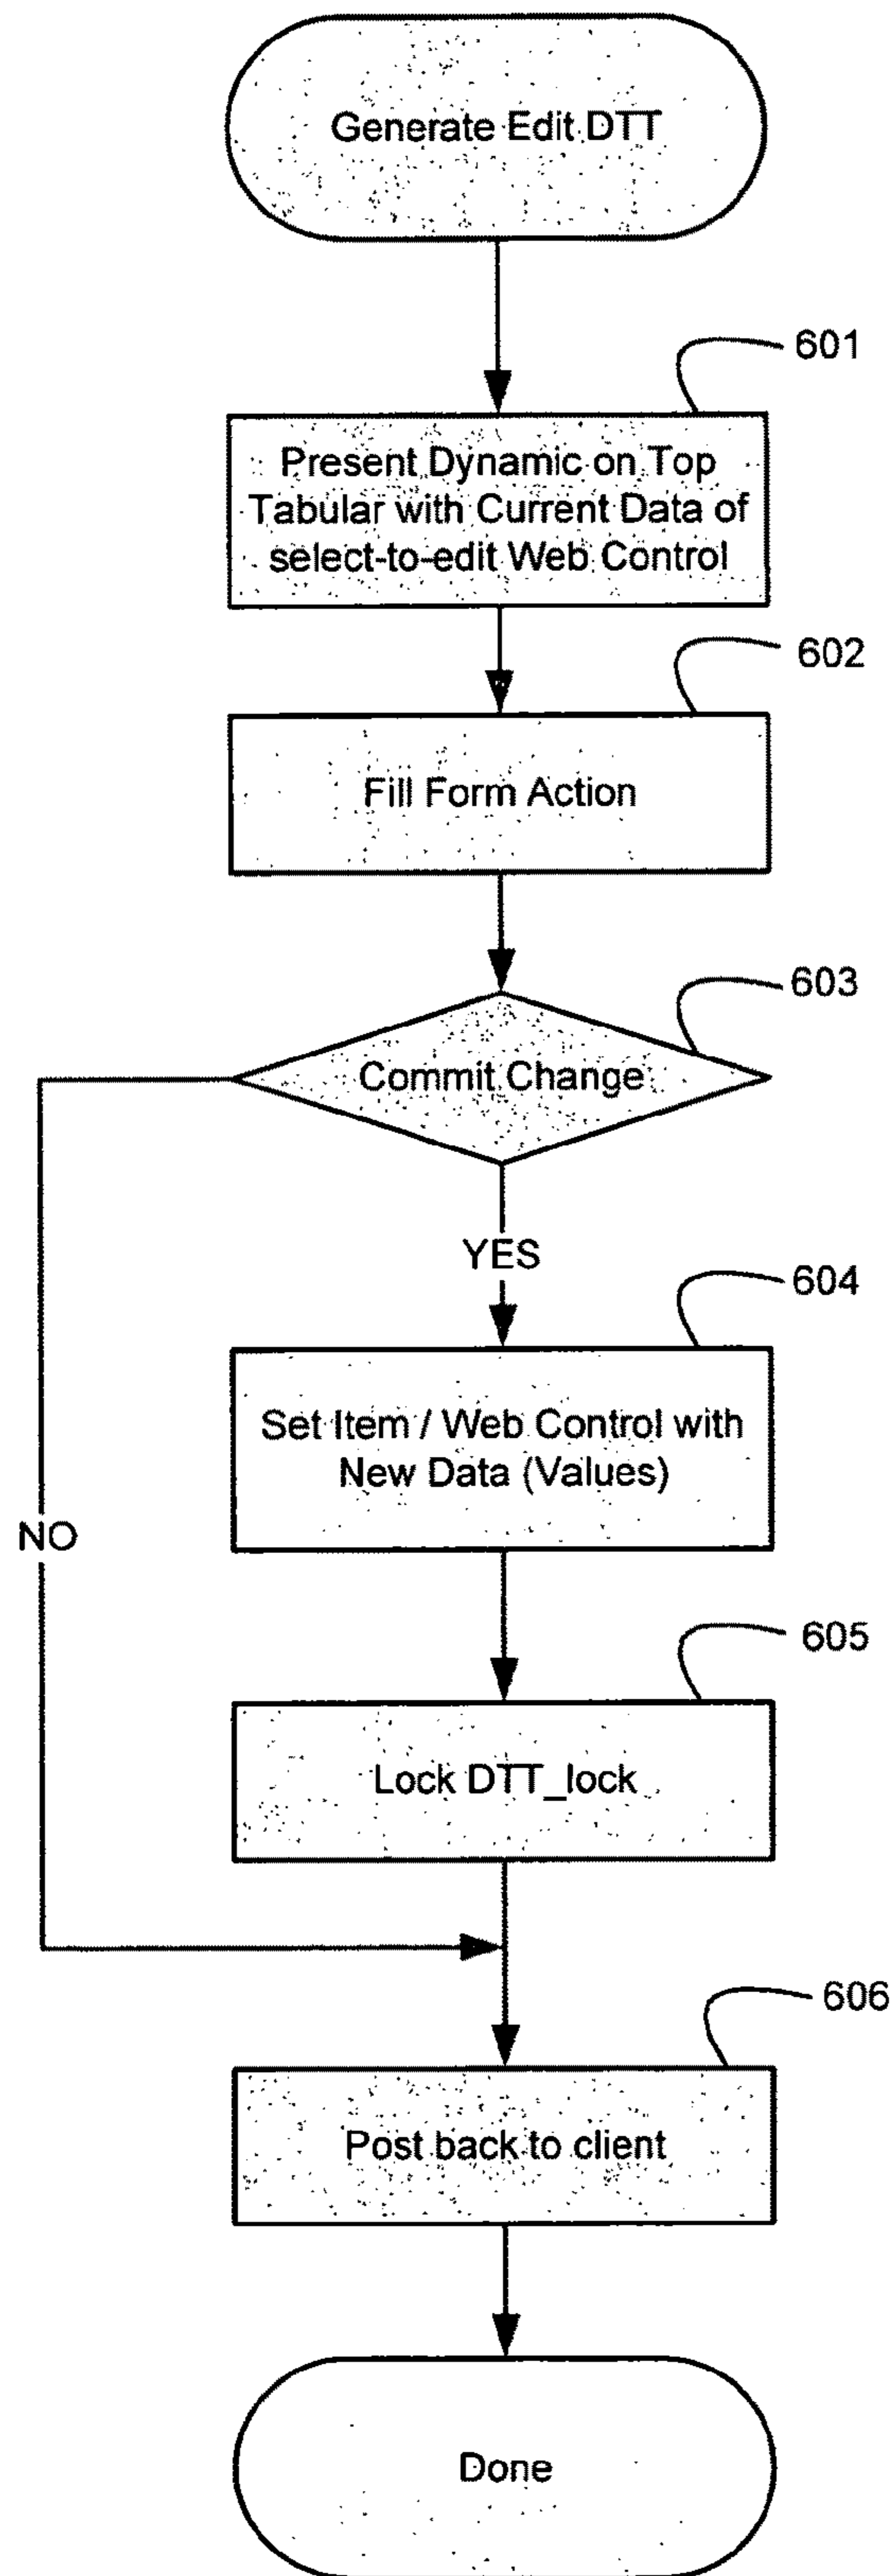 Generate Edit DTT
601
Present Dynamic on Top
Tabular with Current Data of
select-to-edit Web Control
602
Fill Form Action
603
Commit Change
YES
604
Set Item / Web Control with
New Data (Values)
NO
605
Lock DTT_lock
606
Post back to client
Done